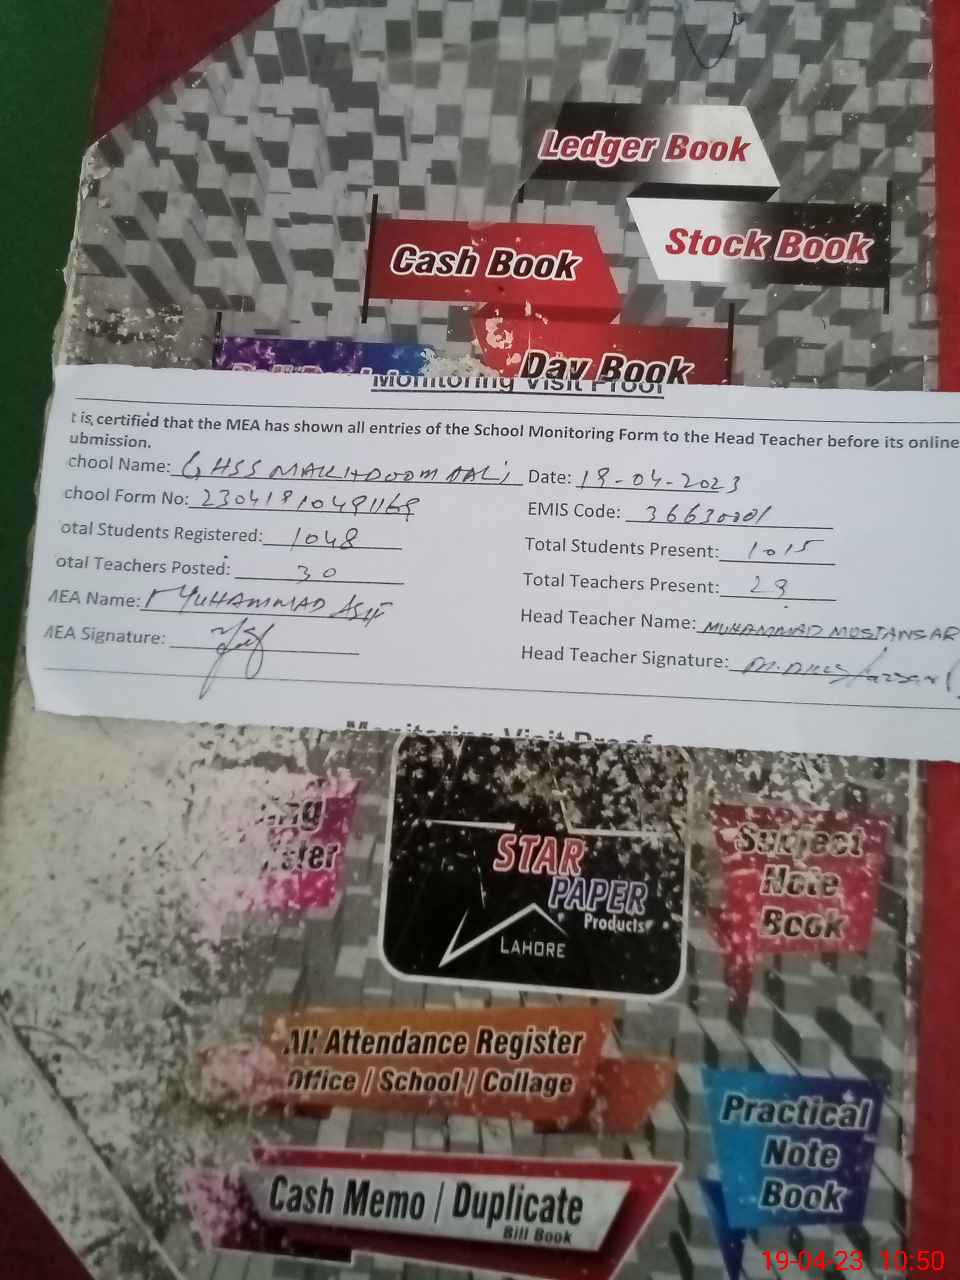 Ledger Book
Stock Book
Cash Book
Day Book
Monitoring Visit Proof
t is certified that the MEA has shown all entries of the School Monitoring Form to the Head Teacher before its online
ubmission.
chool Name: GHSS MAKHDOOM AALI Date: 19-04-2023
chool Form No: EMIS Code: 36630001
otal Students Registered: 1048 Total Students Present: 1015
otal Teachers Posted: 30 Total Teachers Present: 29
MEA Name: MUHAMMAD ASIF Head Teacher Name: MUHAMMAD MOSTANSAR
MEA Signature: Head Teacher Signature:
Monitoring Visit Proof
STAR
PAPER
Products
LAHORE
Subject
Note
Book
All Attendance Register
Office / School / Collage
Practical
Note
Book
Cash Memo / Duplicate
Bill Book
19-04-23 10:50